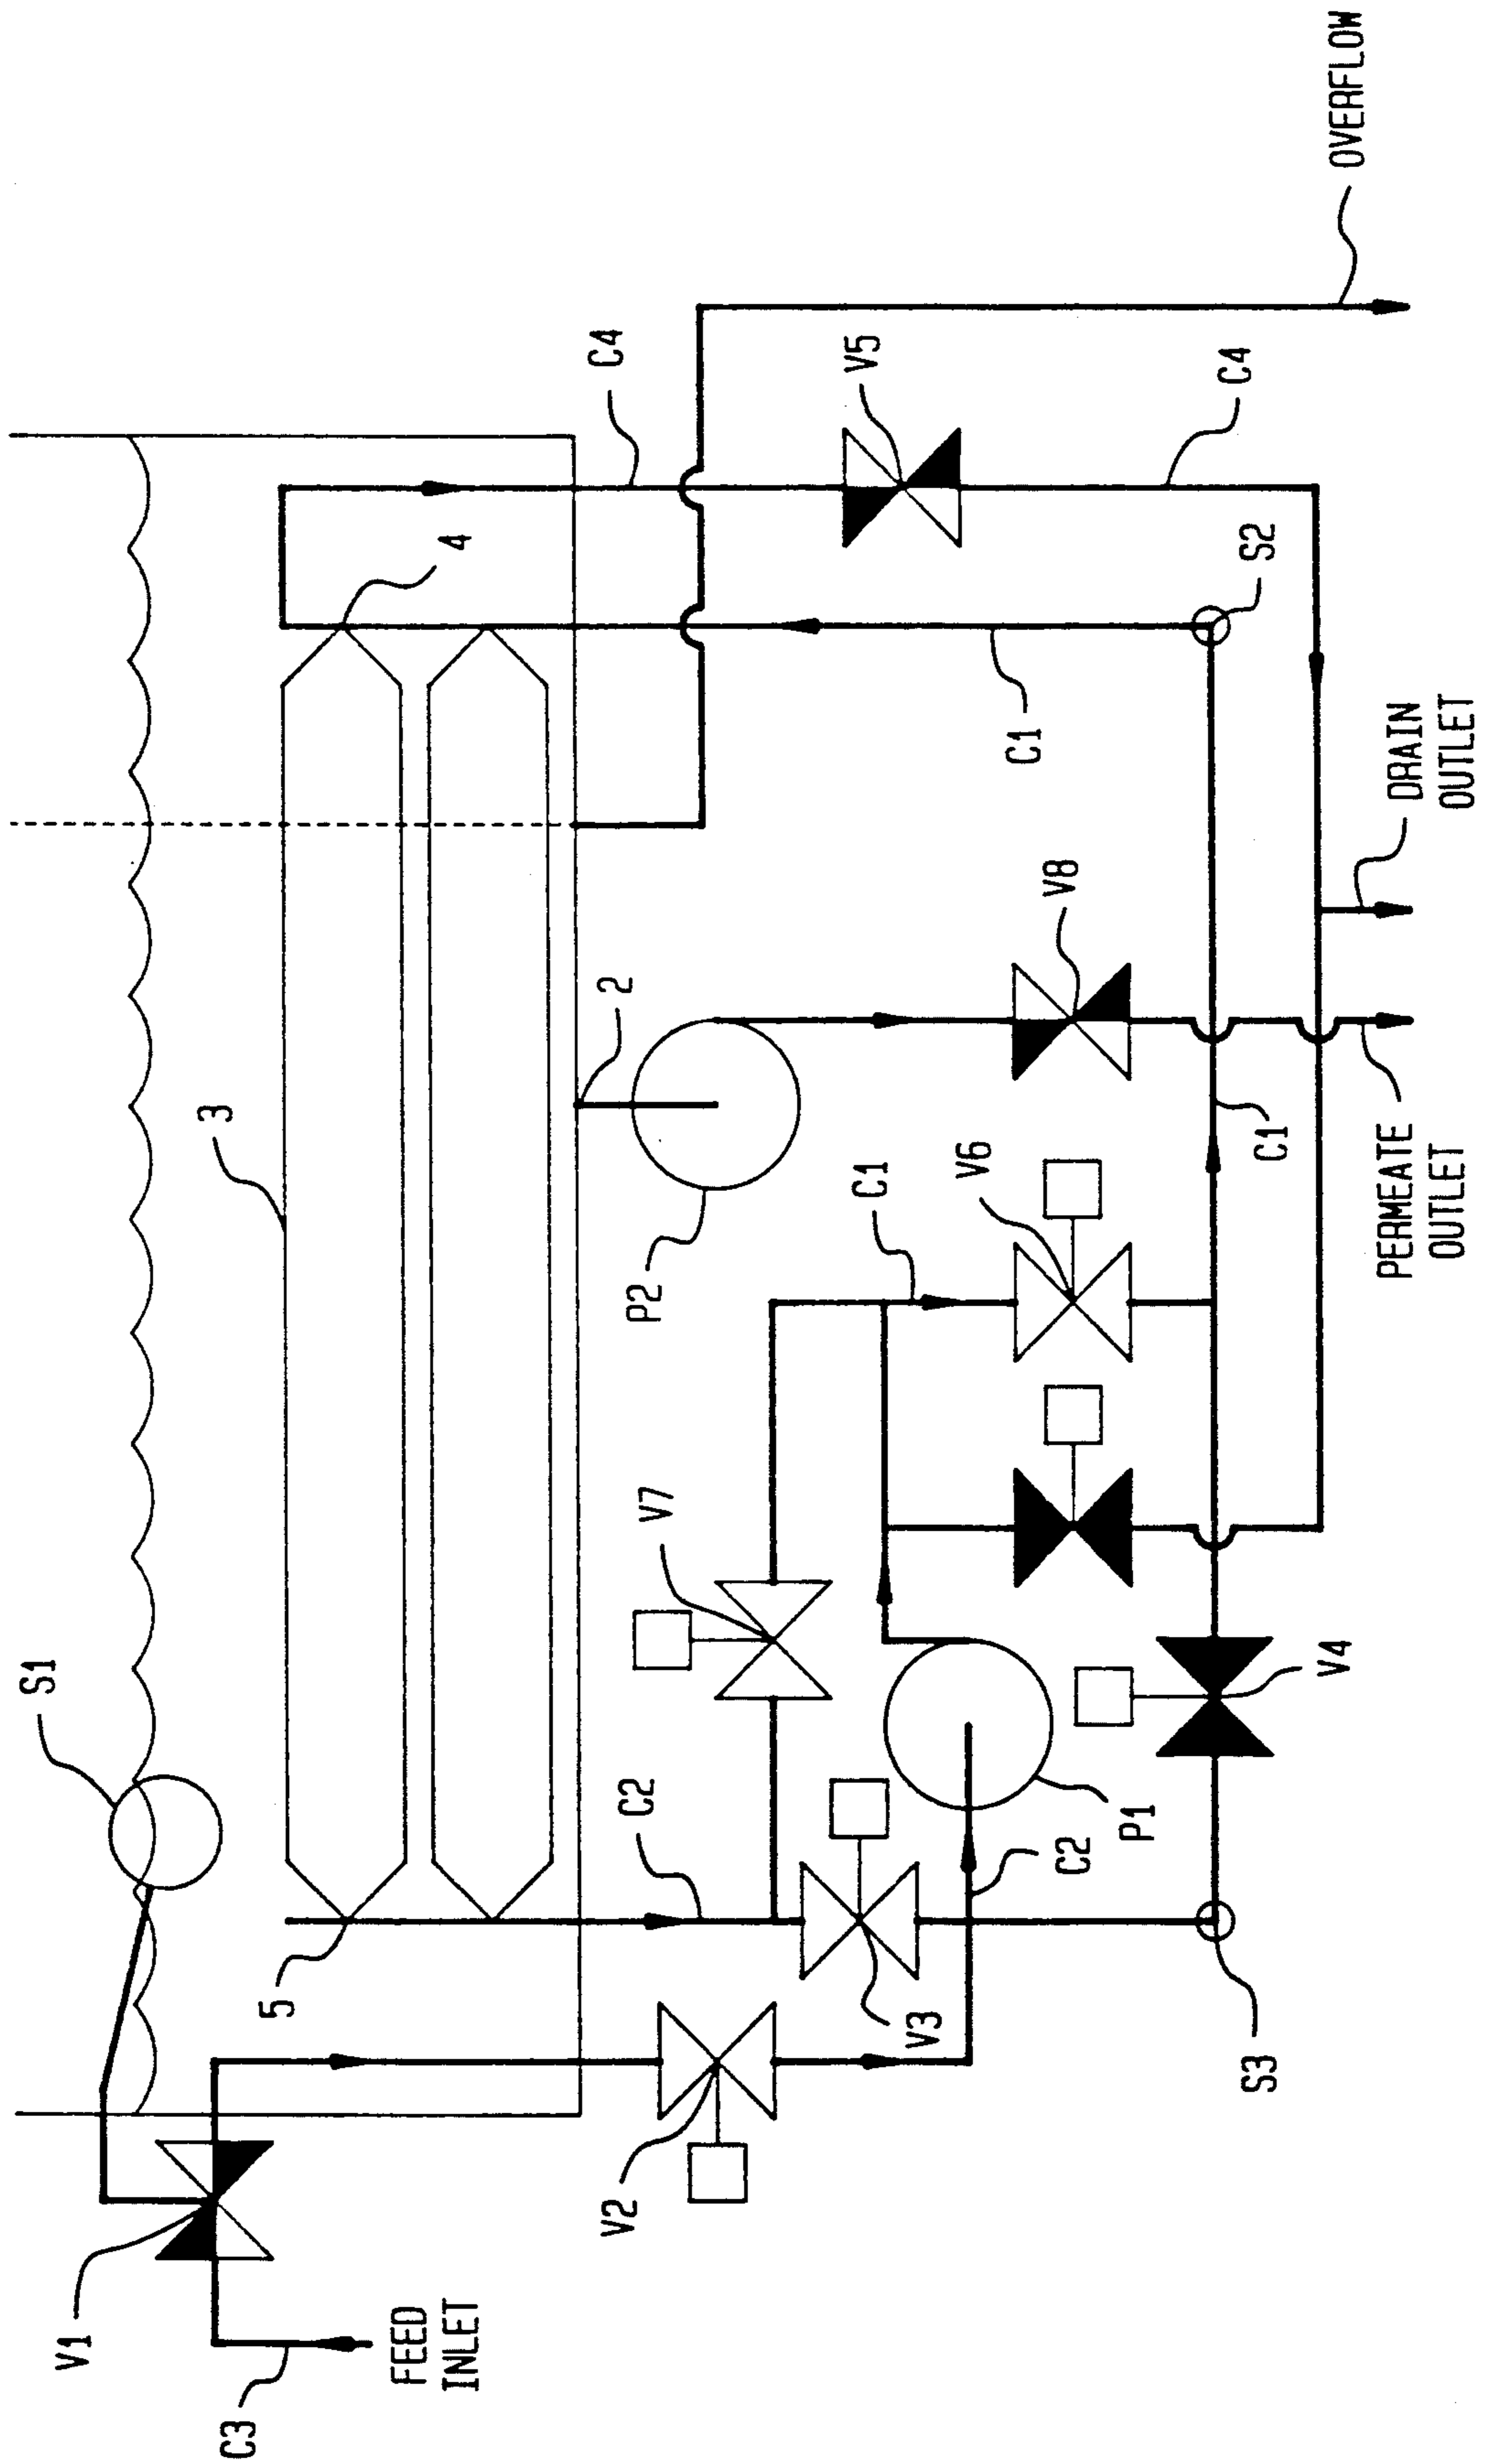 V1
C3
FEED
INLET
S1
5
V2
C2
V3
S3
V7
P1
C2
V4
3
P2
C1
V6
2
V8
C1
PERMEATE
OUTLET
DRAIN
OUTLET
4
C1
S2
C4
V5
C4
OVERFLOW